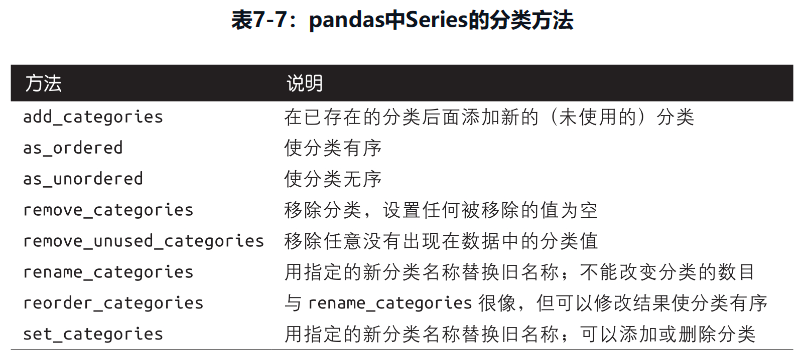 表7-7：pandas中Series的分类方法
方法 说明
add_categories 在已存在的分类后面添加新的（未使用的）分类
as_ordered 使分类有序
as_unordered 使分类无序
remove_categories 移除分类，设置任何被移除的值为空
remove_unused_categories 移除任意没有出现在数据中的分类值
rename_categories 用指定的新分类名称替换旧名称；不能改变分类的数目
reorder_categories 与 rename_categories 很像，但可以修改结果使分类有序
set_categories 用指定的新分类名称替换旧名称；可以添加或删除分类